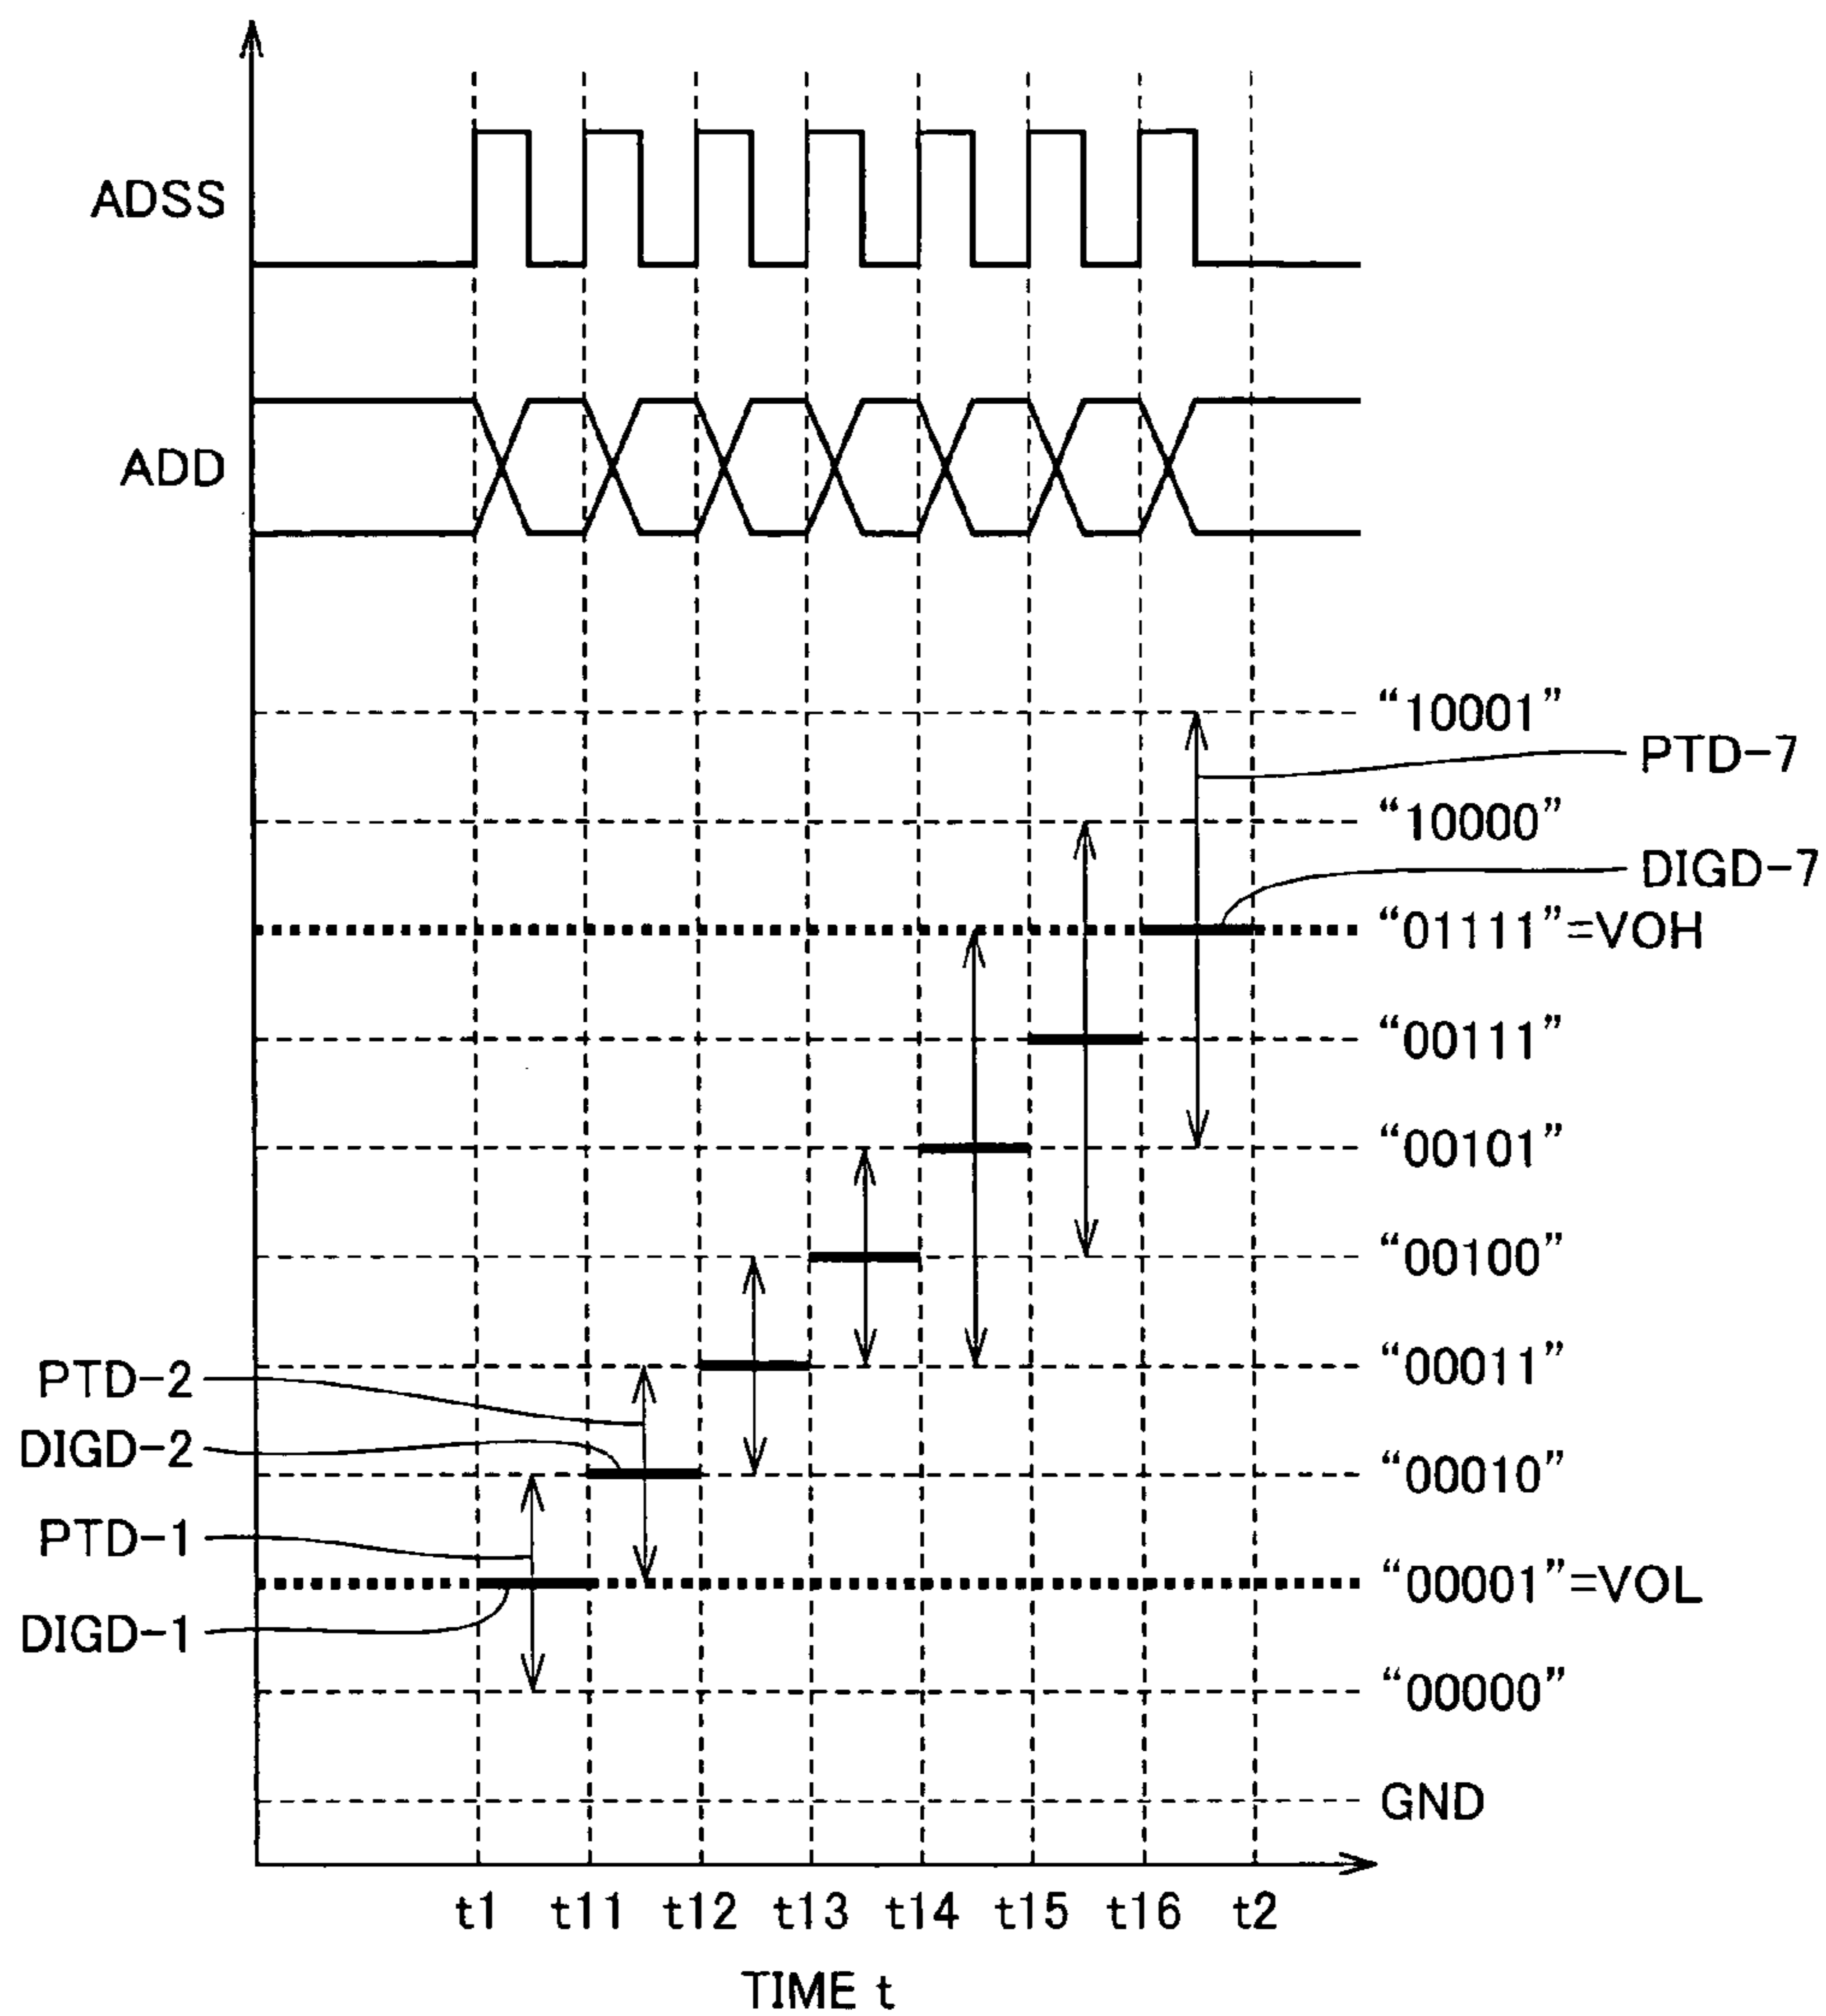 ADSS
ADD
“10001”
PTD-7
“10000”
DIGD-7
“01111”=VOH
“00111”
“00101”
“00100”
“00011”
PTD-2
DIGD-2
“00010”
PTD-1
“00001”=VOL
DIGD-1
“00000”
GND
t1 t11 t12 t13 t14 t15 t16 t2
TIME t